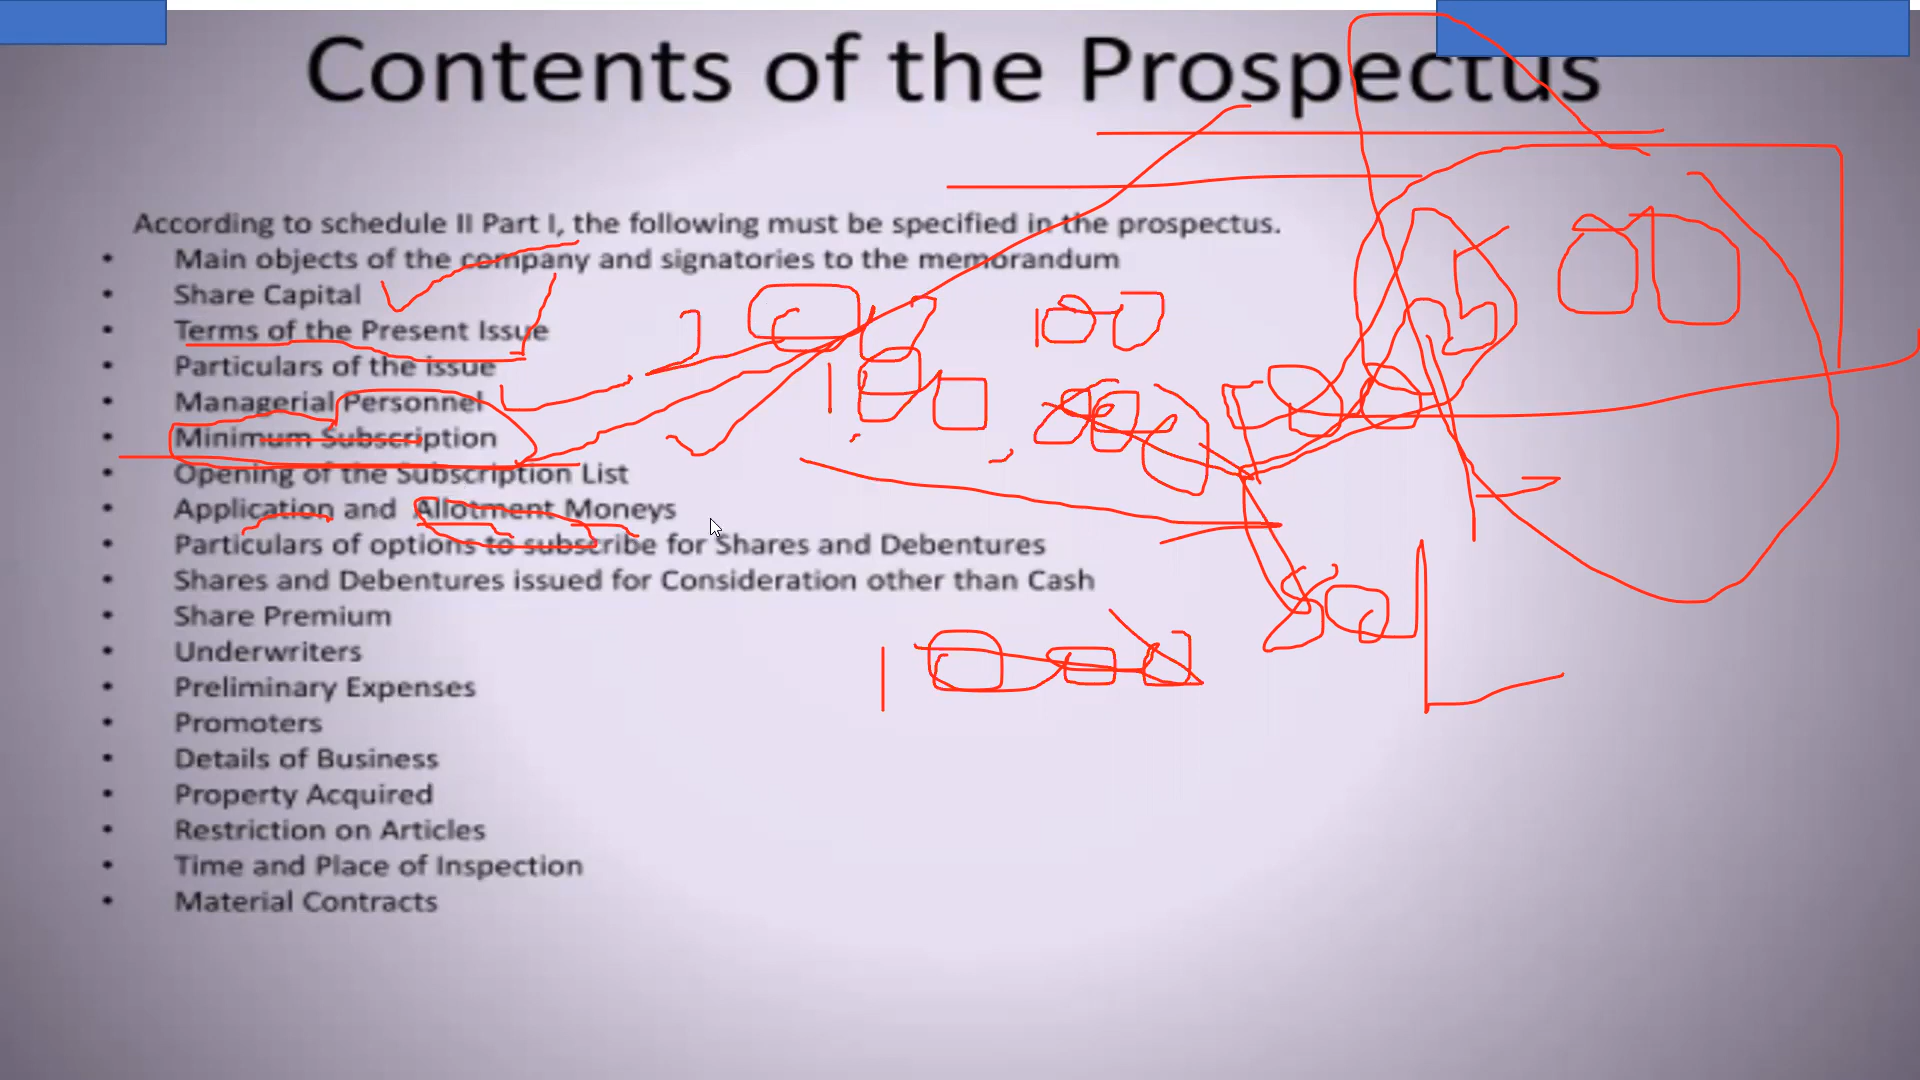 Contents of the Prospectus
According to schedule II Part I, the following must be specified in the prospectus.
• Main objects of the company and signatories to the memorandum
• Share Capital
• Terms of the Present Issue
• Particulars of the issue
• Managerial Personnel
• Minimum Subscription
• Opening of the Subscription List
• Application and Allotment Moneys
• Particulars of options to subscribe for Shares and Debentures
• Shares and Debentures issued for Consideration other than Cash
• Share Premium
• Underwriters
• Preliminary Expenses
• Promoters
• Details of Business
• Property Acquired
• Restriction on Articles
• Time and Place of Inspection
• Material Contracts